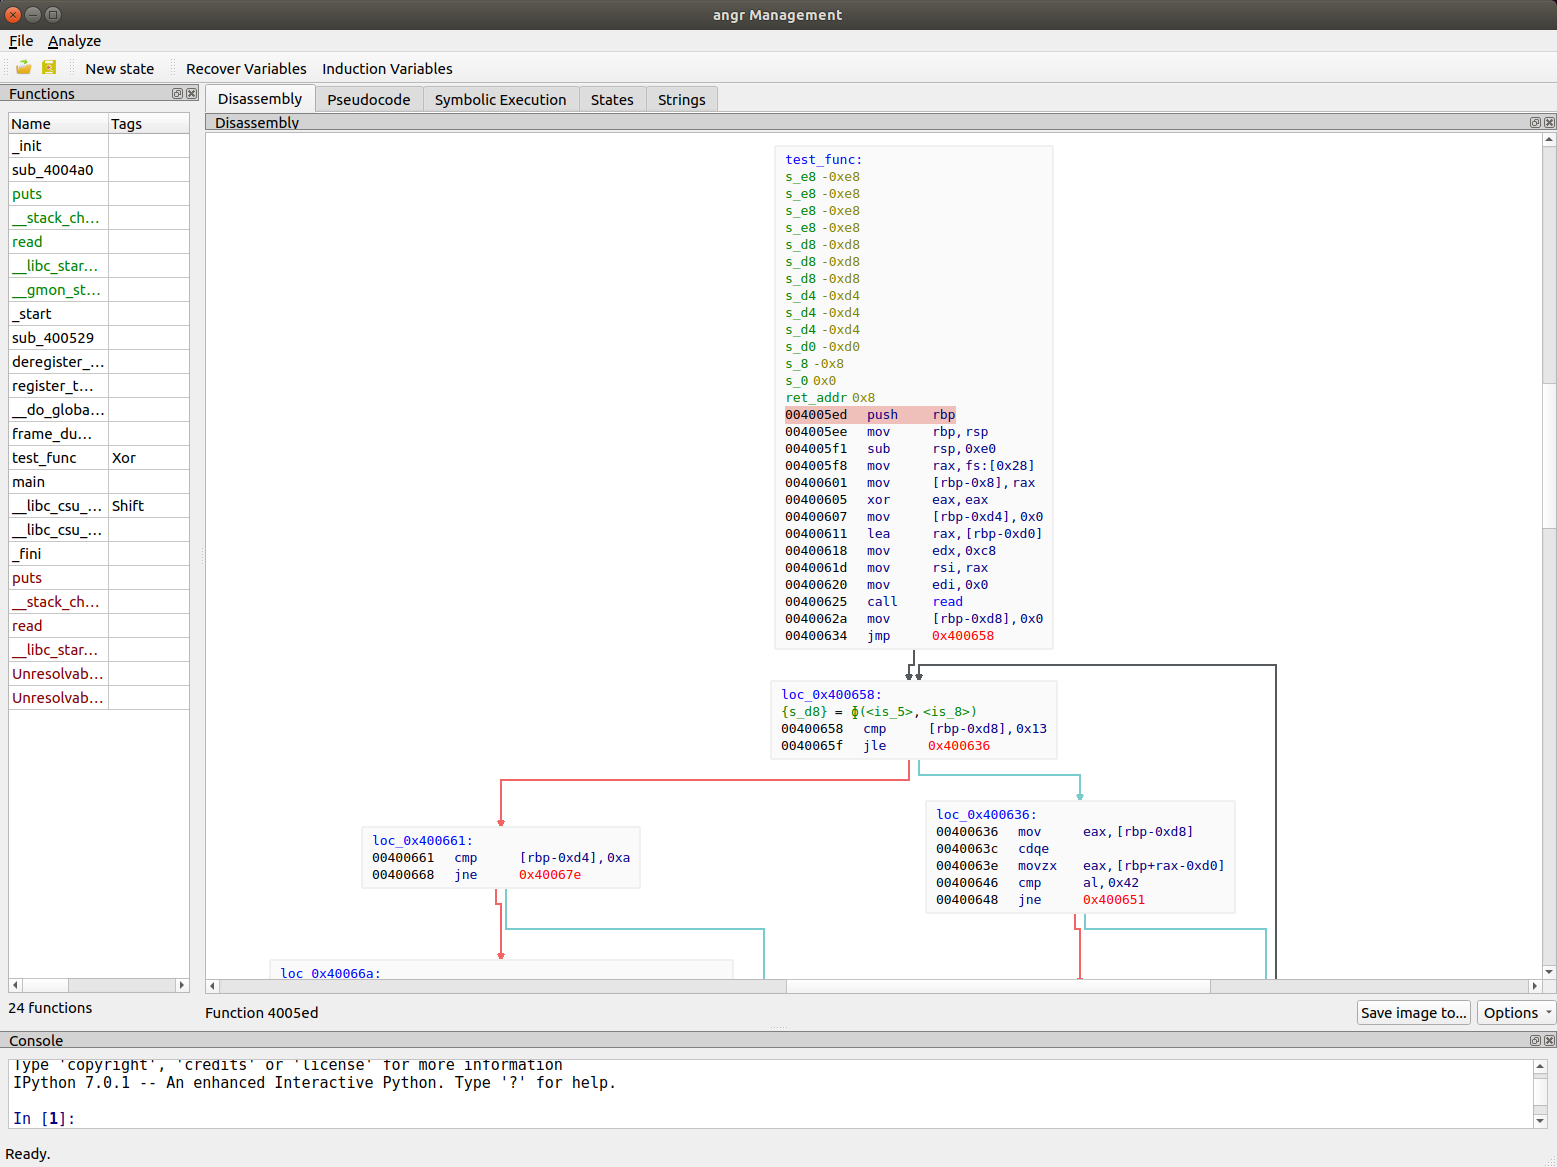 angr Management
File Analyze
New state Recover Variables Induction Variables
Functions
Name Tags
_init
sub_4004a0
puts
__stack_ch...
read
__libc_star...
__gmon_st...
_start
sub_400529
deregister_...
register_t...
__do_globa...
frame_du...
test_func Xor
main
__libc_csu_... Shift
__libc_csu_...
_fini
puts
__stack_ch...
read
__libc_star...
Unresolvab...
Unresolvab...
24 functions
Disassembly Pseudocode Symbolic Execution States Strings
Disassembly
test_func:
s_e8 -0xe8
s_e8 -0xe8
s_e8 -0xe8
s_e8 -0xe8
s_d8 -0xd8
s_d8 -0xd8
s_d8 -0xd8
s_d4 -0xd4
s_d4 -0xd4
s_d4 -0xd4
s_d0 -0xd0
s_8 -0x8
s_0 0x0
ret_addr 0x8
004005ed push rbp
004005ee mov rbp,rsp
004005f1 sub rsp,0xe0
004005f8 mov rax,fs:[0x28]
00400601 mov [rbp-0x8],rax
00400605 xor eax,eax
00400607 mov [rbp-0xd4],0x0
00400611 lea rax,[rbp-0xd0]
00400618 mov edx,0xc8
0040061d mov rsi,rax
00400620 mov edi,0x0
00400625 call read
0040062a mov [rbp-0xd8],0x0
00400634 jmp 0x400658
loc_0x400658:
{s_d8} = ϕ(<is_5>,<is_8>)
00400658 cmp [rbp-0xd8],0x13
0040065f jle 0x400636
loc_0x400661:
00400661 cmp [rbp-0xd4],0xa
00400668 jne 0x40067e
loc_0x400636:
00400636 mov eax,[rbp-0xd8]
0040063c cdqe
0040063e movzx eax,[rbp+rax-0xd0]
00400646 cmp al,0x42
00400648 jne 0x400651
loc_0x40066a:
Function 4005ed
Save image to... Options
Console
Type 'copyright', 'credits' or 'license' for more information
IPython 7.0.1 -- An enhanced Interactive Python. Type '?' for help.
In [1]:
Ready.